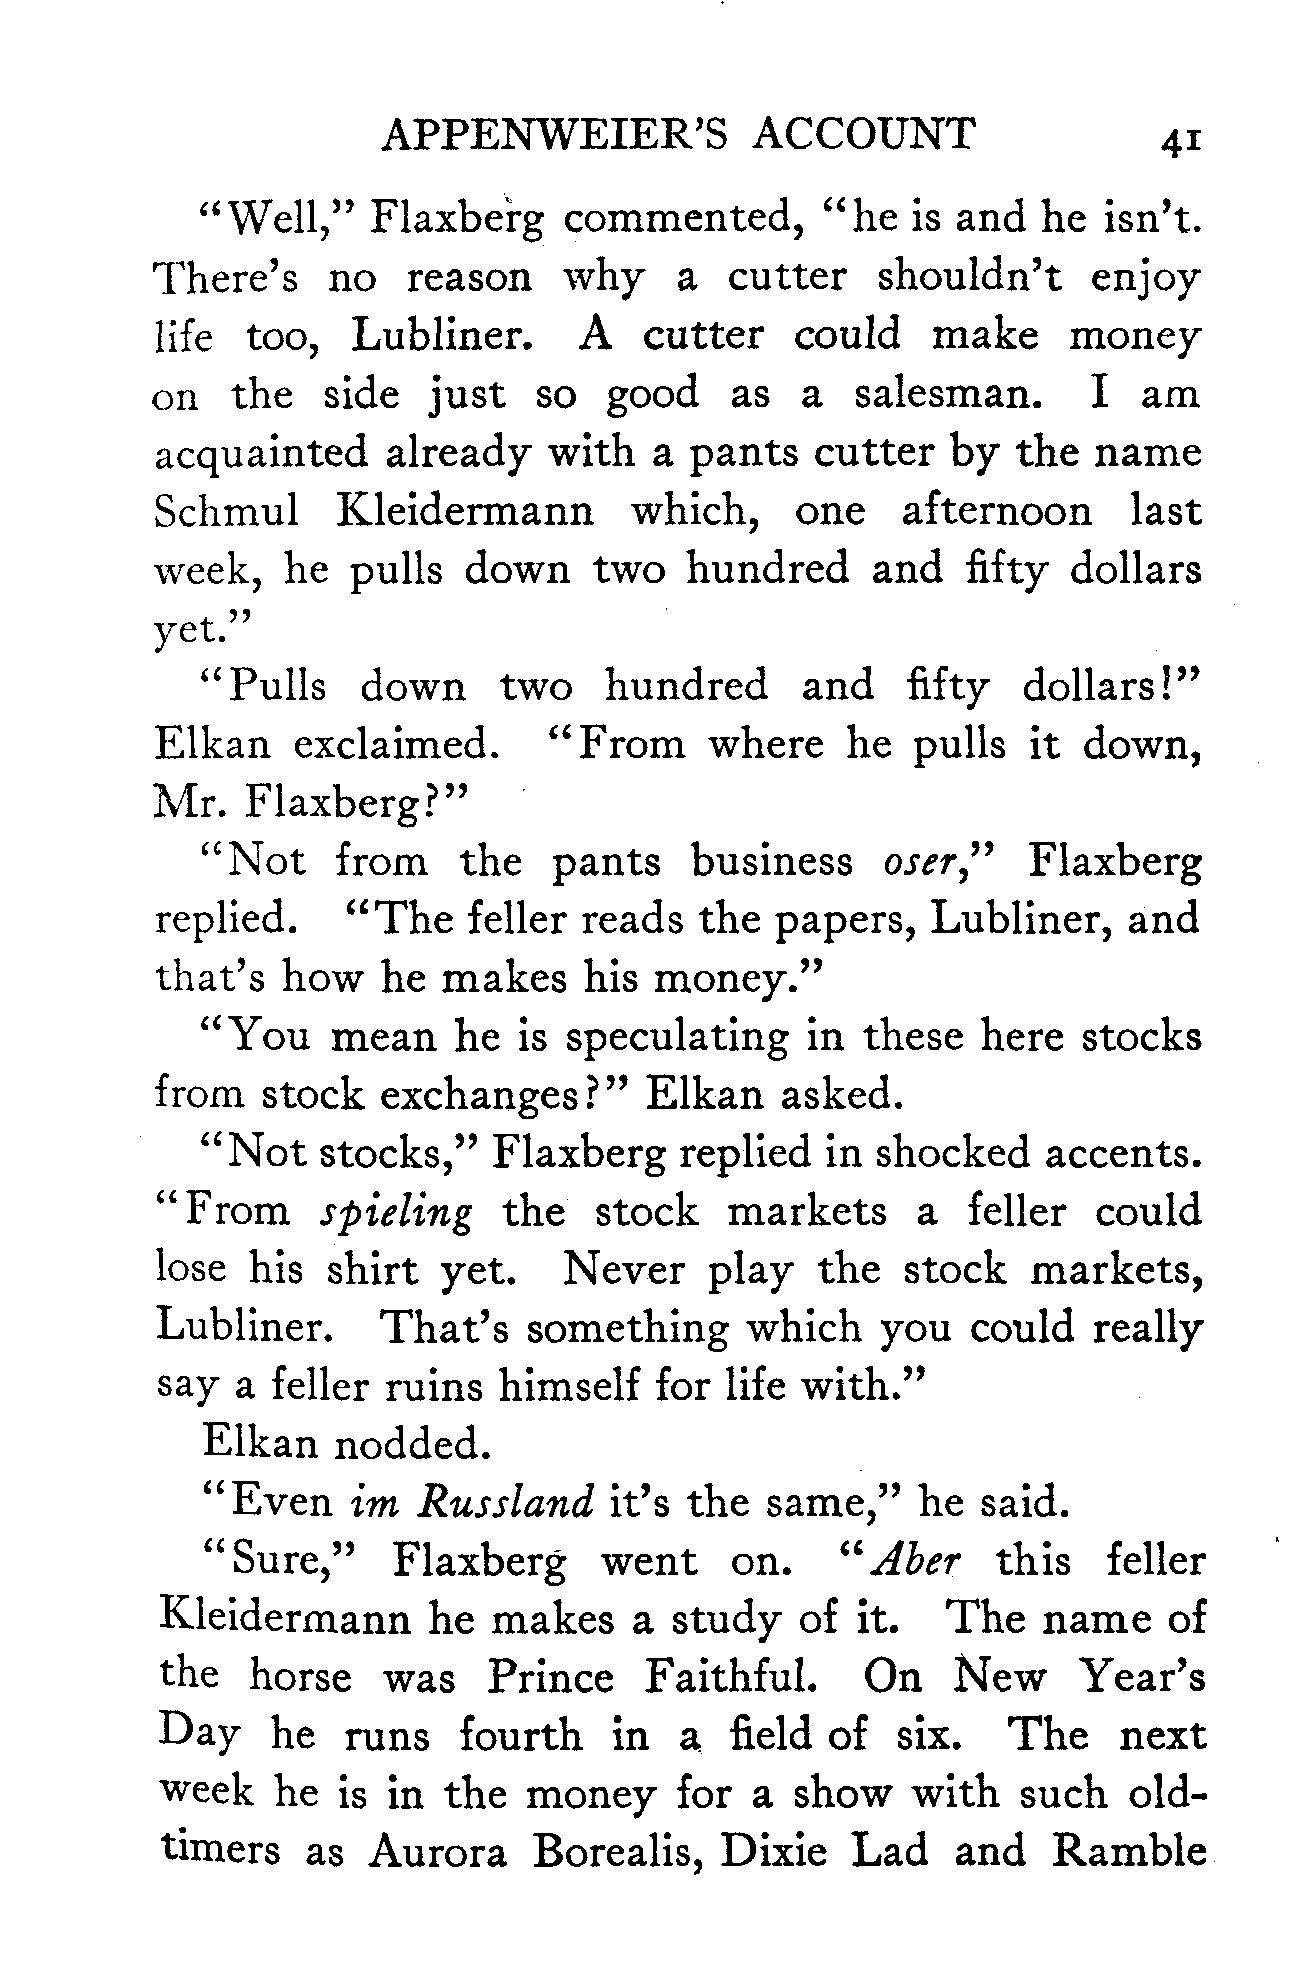 APPENWEIER'S ACCOUNT 41
"Well," Flaxberg commented, "he is and he isn't.
There's no reason why a cutter shouldn't enjoy
life too, Lubliner. A cutter could make money
on the side just so good as a salesman. I am
acquainted already with a pants cutter by the name
Schmul Kleidermann which, one afternoon last
week, he pulls down two hundred and fifty dollars
yet."
"Pulls down two hundred and fifty dollars!"
Elkan exclaimed. "From where he pulls it down,
Mr. Flaxberg?"
"Not from the pants business oser," Flaxberg
replied. "The feller reads the papers, Lubliner, and
that's how he makes his money."
"You mean he is speculating in these here stocks
from stock exchanges?" Elkan asked.
"Not stocks," Flaxberg replied in shocked accents.
"From spieling the stock markets a feller could
lose his shirt yet. Never play the stock markets,
Lubliner. That's something which you could really
say a feller ruins himself for life with."
Elkan nodded.
"Even im Russland it's the same," he said.
"Sure," Flaxberg went on. "Aber this feller
Kleidermann he makes a study of it. The name of
the horse was Prince Faithful. On New Year's
Day he runs fourth in a field of six. The next
week he is in the money for a show with such old-
timers as Aurora Borealis, Dixie Lad and Ramble